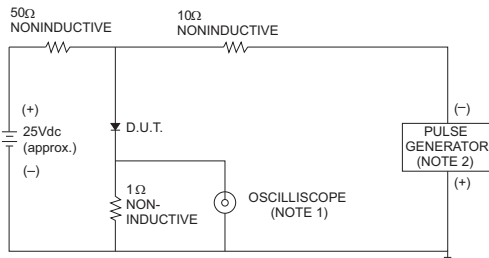 50Ω
NONINDUCTIVE
10Ω
NONINDUCTIVE
(+)
25Vdc
(approx.)
(–)
D.U.T.
1Ω
NON-
INDUCTIVE
OSCILLISCOPE
(NOTE 1)
(–)
PULSE
GENERATOR
(NOTE 2)
(+)